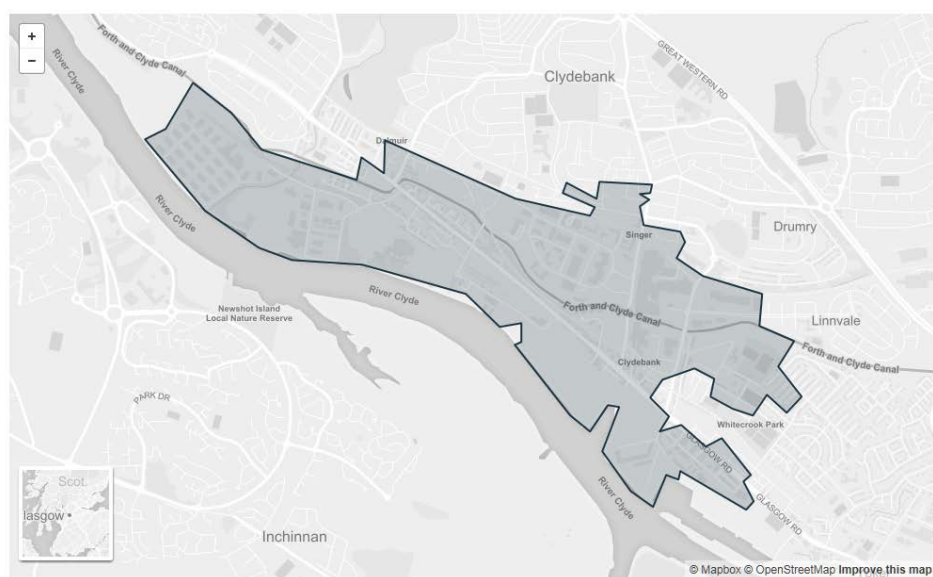 +
−
Forth and Clyde Canal
River Clyde
GREAT WESTERN RD
Clydebank
Dalmuir
River Clyde
Singer
Drumry
Newshot Island
Local Nature Reserve
River Clyde
Forth and Clyde Canal
Linnvale
Forth and Clyde Canal
Clydebank
PARK DR
Whitecrook Park
GLASGOW RD
River Clyde
GLASGOW RD
Scot.
lasgow
Inchinnan
© Mapbox © OpenStreetMap Improve this map